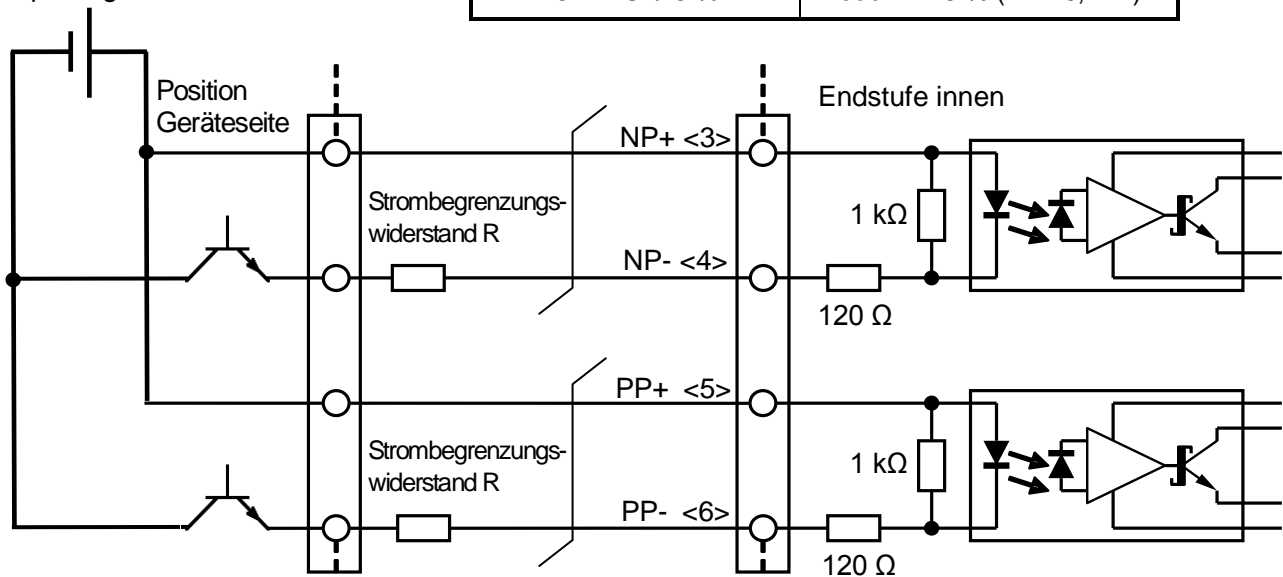 Position
Geräteseite
Endstufe innen
NP+ <3>
Strombegrenzungs-
widerstand R
1 kΩ
NP- <4>
120 Ω
PP+ <5>
Strombegrenzungs-
widerstand R
1 kΩ
PP- <6>
120 Ω